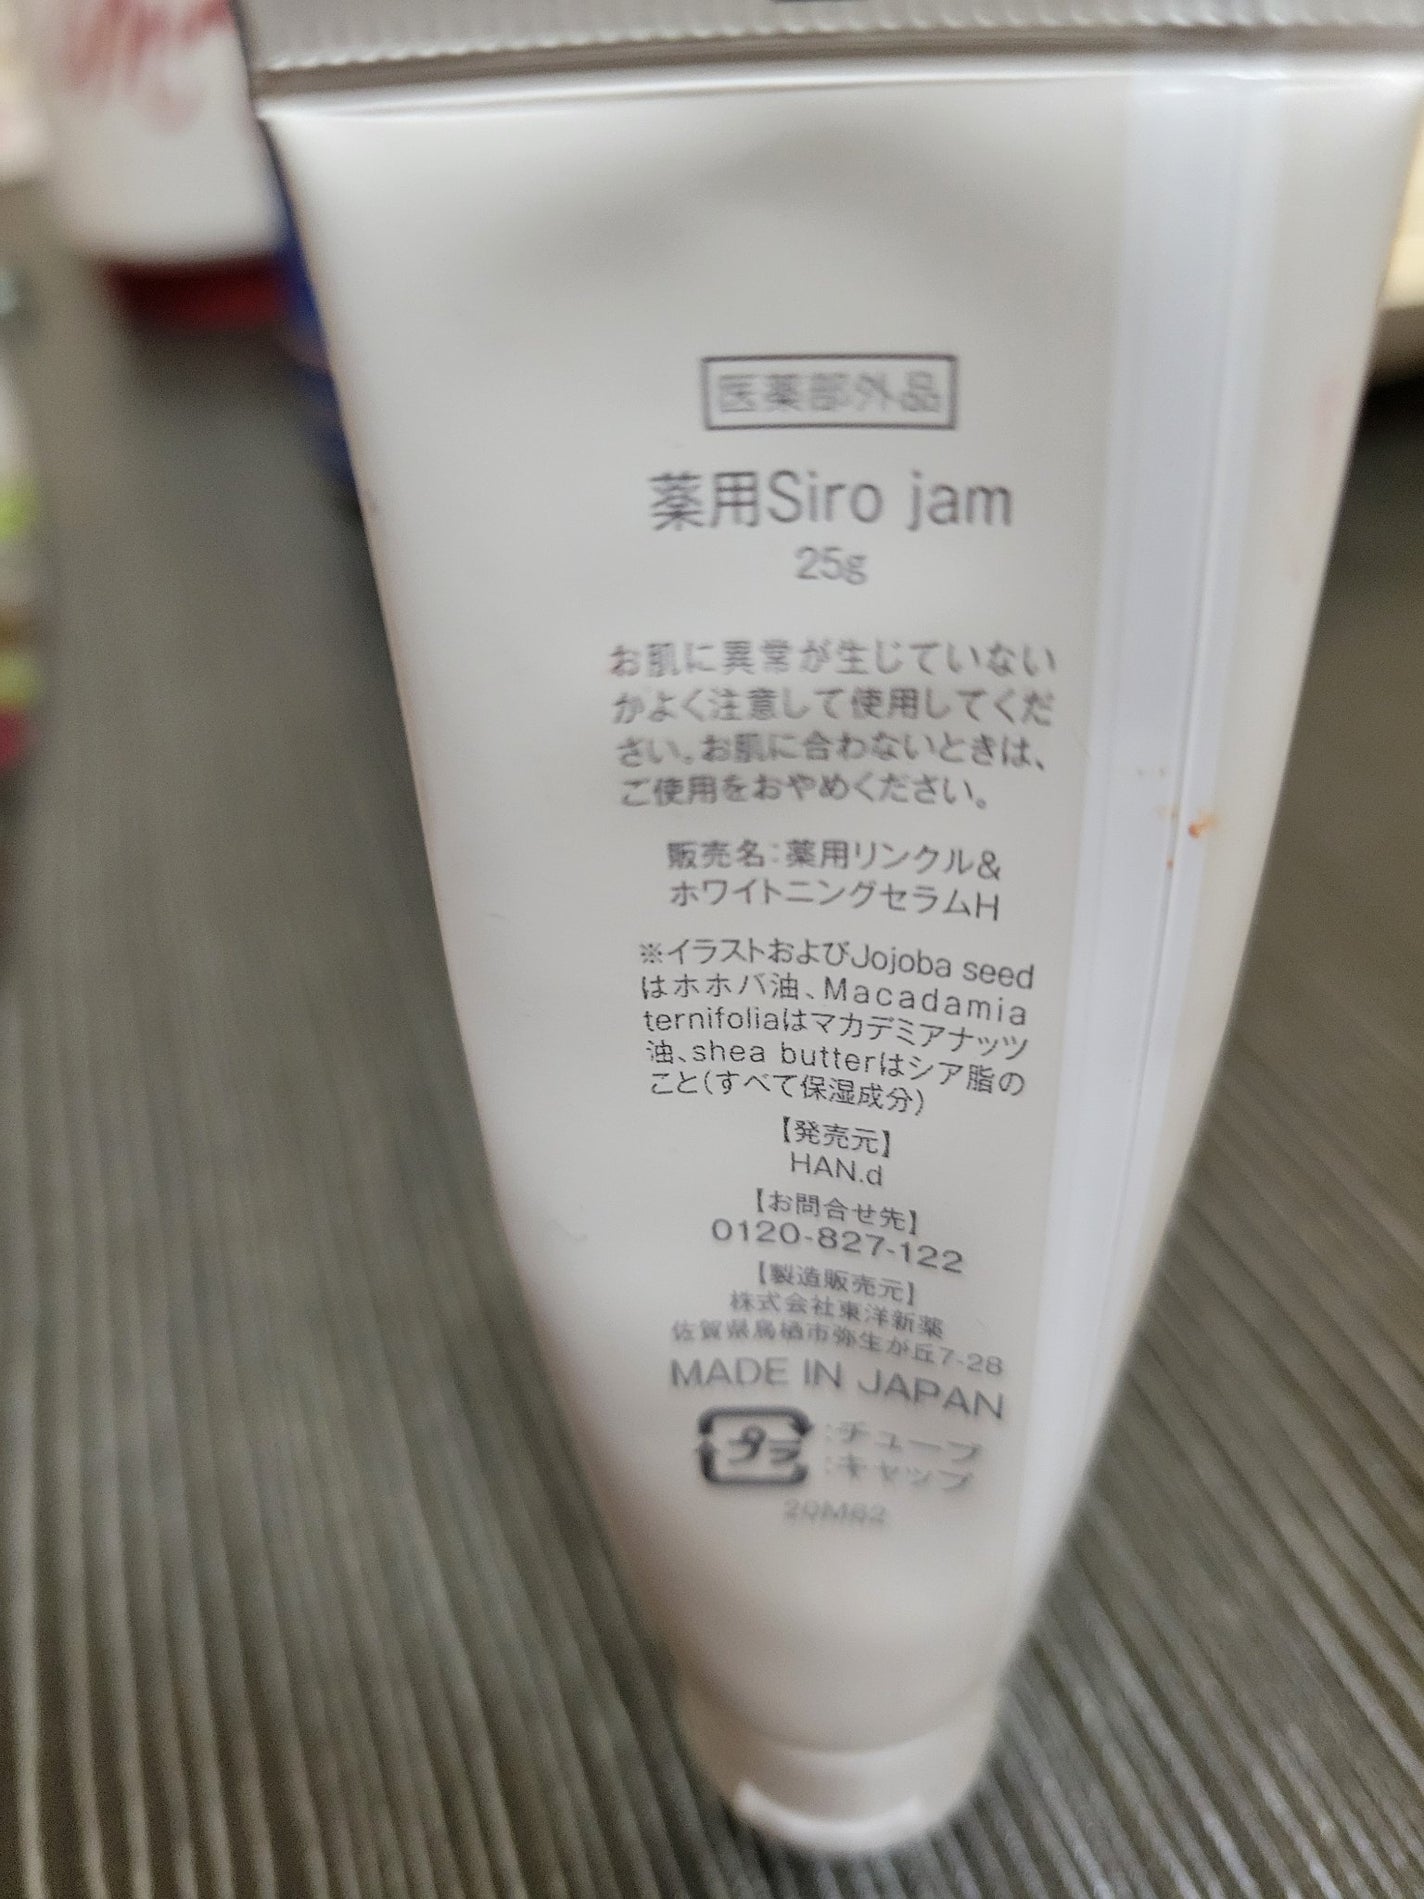 医薬部外品
薬用Siro jam
25g
お肌に異常が生じていない
かよく注意して使用してくだ
さい。お肌に合わないときは、
ご使用をおやめください。
販売名：薬用リンクル&
ホワイトニングセラムH
※イラストおよびJojoba seed
はホホバ油、Macadamia
ternifoliaはマカデミアナッツ
油、shea butterはシア脂の
こと(すべて保湿成分)
【発売元】
HAN.d
【お問合せ先】
0120-827-122
【製造販売元】
株式会社東洋新薬
佐賀県鳥栖市弥生が丘7-28
MADE IN JAPAN
プラ :チューブ
:キャップ
20M62